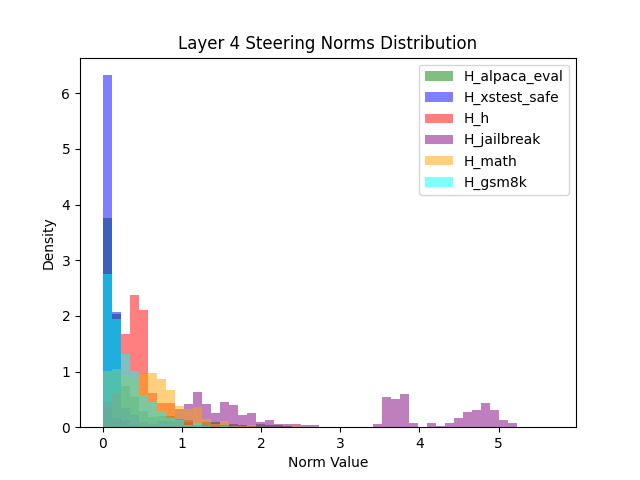 Layer 4 Steering Norms Distribution
H_alpaca_eval
H_xstest_safe
H_h
H_jailbreak
H_math
H_gsm8k
6
5
4
3
2
1
0
Density
0 1 2 3 4 5
Norm Value